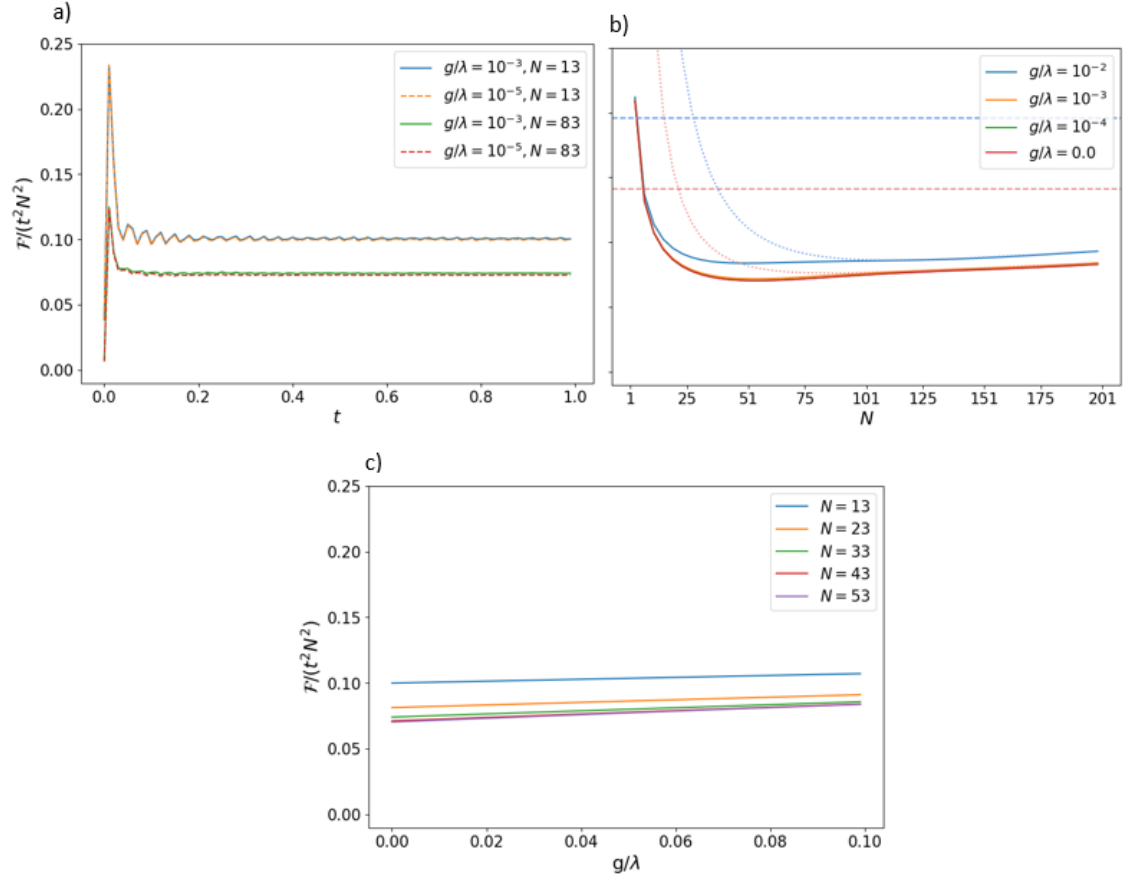 a)
0.25
0.20
0.15
0.10
0.05
0.00
ℱ/(t²N²)
0.0 0.2 0.4 0.6 0.8 1.0
t
g/λ = 10⁻³, N = 13
g/λ = 10⁻⁵, N = 13
g/λ = 10⁻³, N = 83
g/λ = 10⁻⁵, N = 83
b)
g/λ = 10⁻²
g/λ = 10⁻³
g/λ = 10⁻⁴
g/λ = 0.0
1 25 51 75 101 125 151 175 201
N
c)
0.25
0.20
0.15
0.10
0.05
0.00
ℱ/(t²N²)
N = 13
N = 23
N = 33
N = 43
N = 53
0.00 0.02 0.04 0.06 0.08 0.10
g/λ